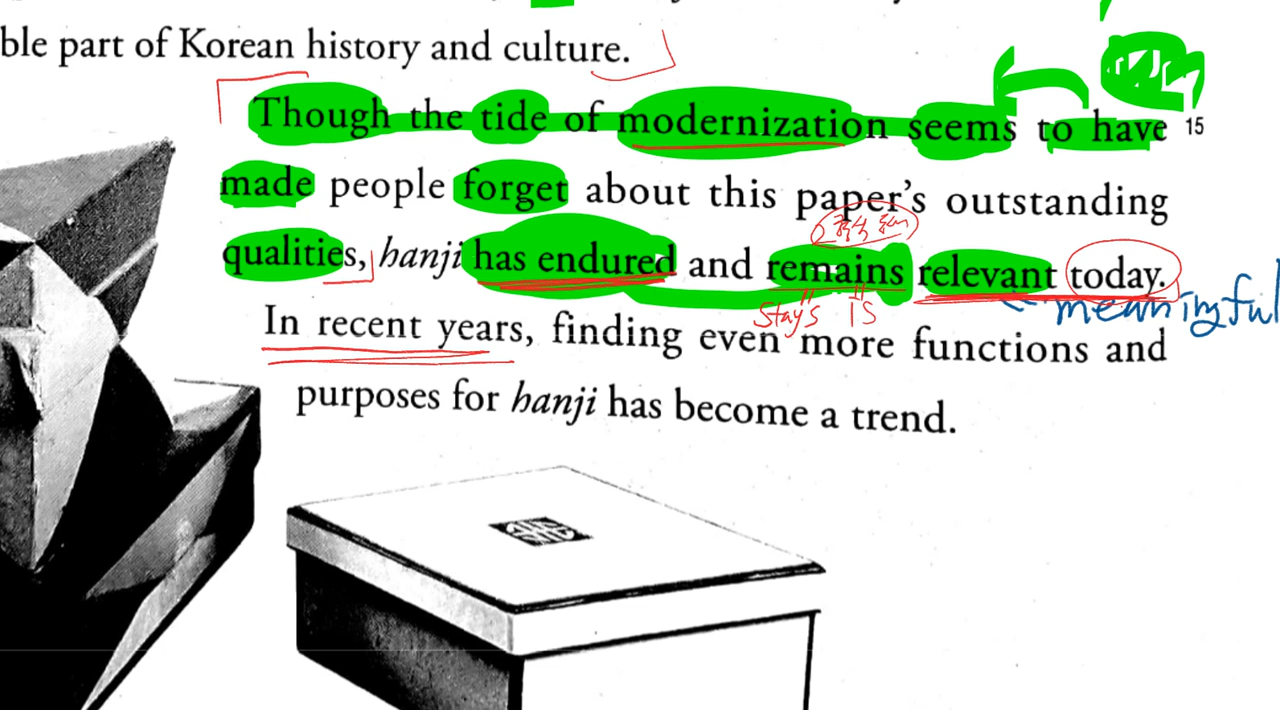 ble part of Korean history and culture.
Though the tide of modernization seems to have 15
made people forget about this paper's outstanding
qualities, hanji has endured and remains relevant today.
stay's is
meaningful
In recent years, finding even more functions and
purposes for hanji has become a trend.